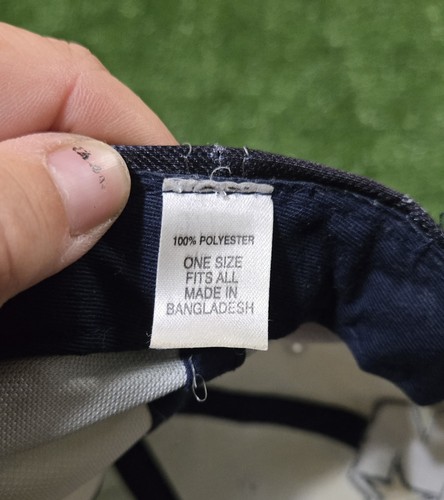 100% POLYESTER
ONE SIZE
FITS ALL
MADE IN
BANGLADESH